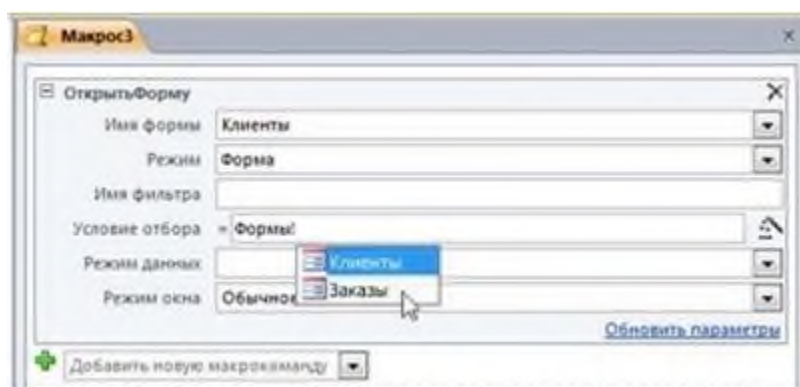 Макрос3
ОткрытьФорму
Имя формы Клиенты
Режим Форма
Имя фильтра
Условие отбора = Формы!
Режим данных Клиенты
Заказы
Режим окна Обычное
Обновить параметры
Добавить новую макрокоманду